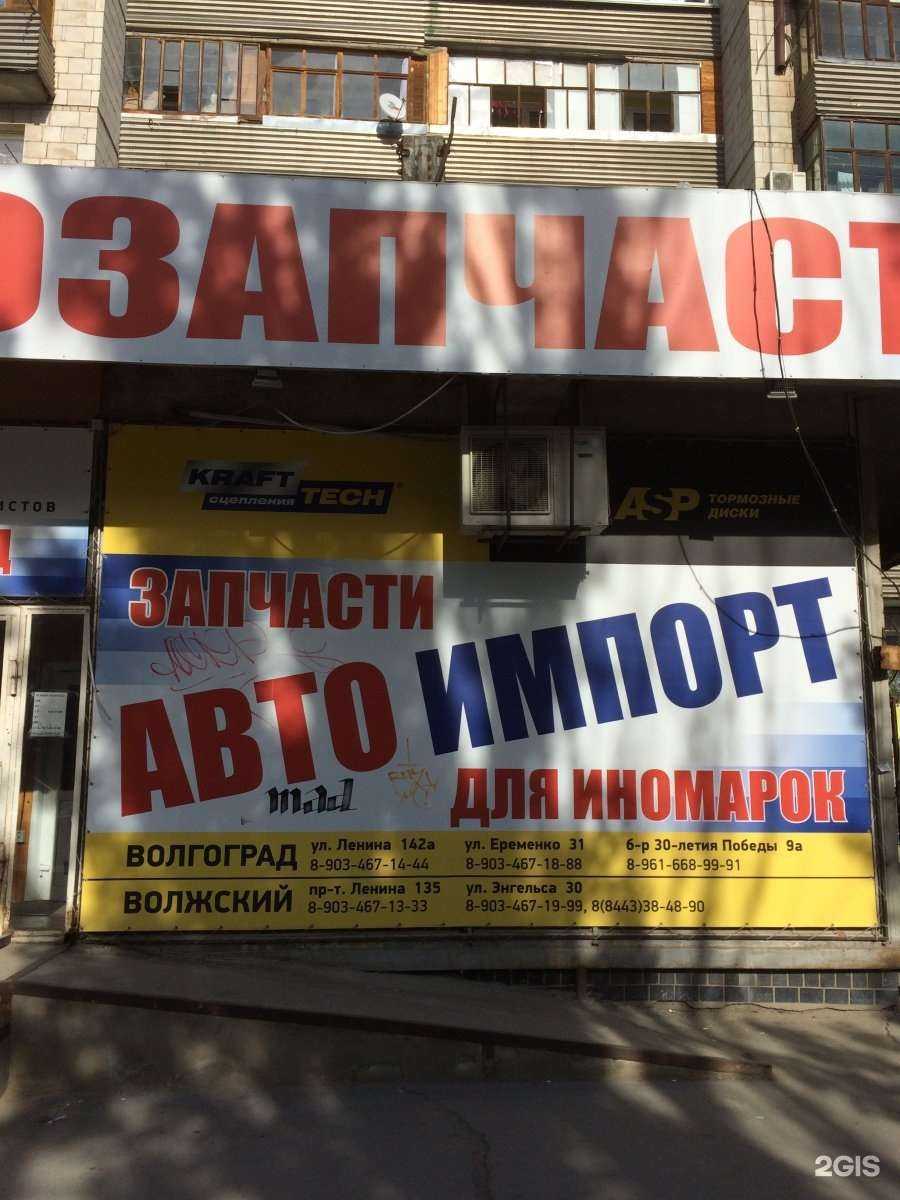 ОЗАПЧАСТ
ИСТОВ
KRAFT
сцепления TECH
ASP ТОРМОЗНЫЕ
ДИСКИ
ЗАПЧАСТИ
АВТО ИМПОРТ
mad
ДЛЯ ИНОМАРОК
ВОЛГОГРАД ул. Ленина 142а ул. Еременко 31 б-р 30-летия Победы 9а
8-903-467-14-44 8-903-467-18-88 8-961-668-99-91
ВОЛЖСКИЙ пр-т. Ленина 135 ул. Энгельса 30
8-903-467-13-33 8-903-467-19-99, 8(8443)38-48-90
2GIS